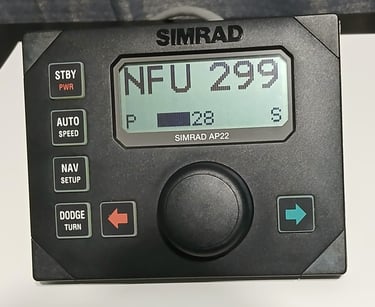 SIMRAD
STBY
PWR
NFU 299
P 28 S
SIMRAD AP22
AUTO
SPEED
NAV
SETUP
DODGE
TURN